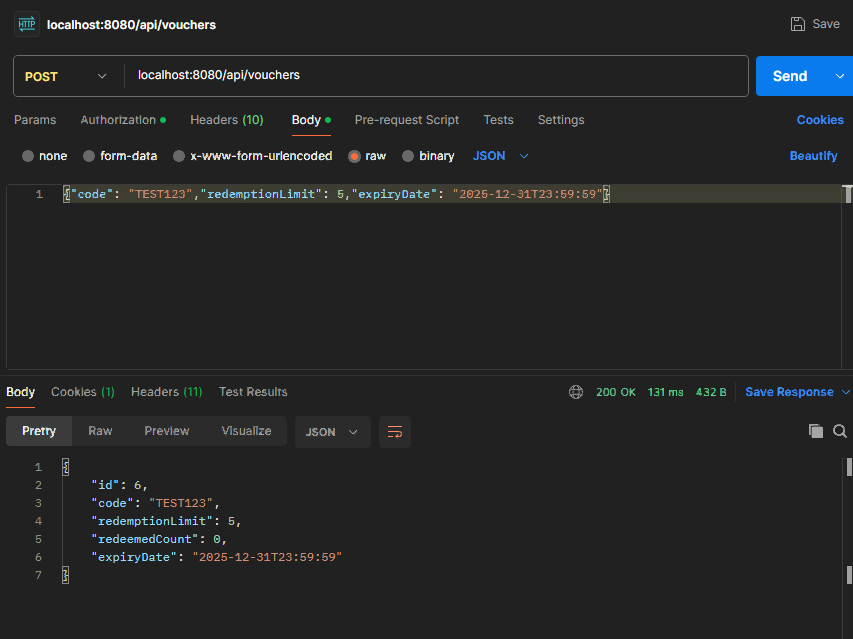 HTTP localhost:8080/api/vouchers Save
POST localhost:8080/api/vouchers Send
Params Authorization Headers (10) Body Pre-request Script Tests Settings Cookies
none form-data x-www-form-urlencoded raw binary JSON Beautify
1 {"code": "TEST123","redemptionLimit": 5,"expiryDate": "2025-12-31T23:59:59"}
Body Cookies (1) Headers (11) Test Results 200 OK 131 ms 432 B Save Response
Pretty Raw Preview Visualize JSON
1 {
2 "id": 6,
3 "code": "TEST123",
4 "redemptionLimit": 5,
5 "redeemedCount": 0,
6 "expiryDate": "2025-12-31T23:59:59"
7 }